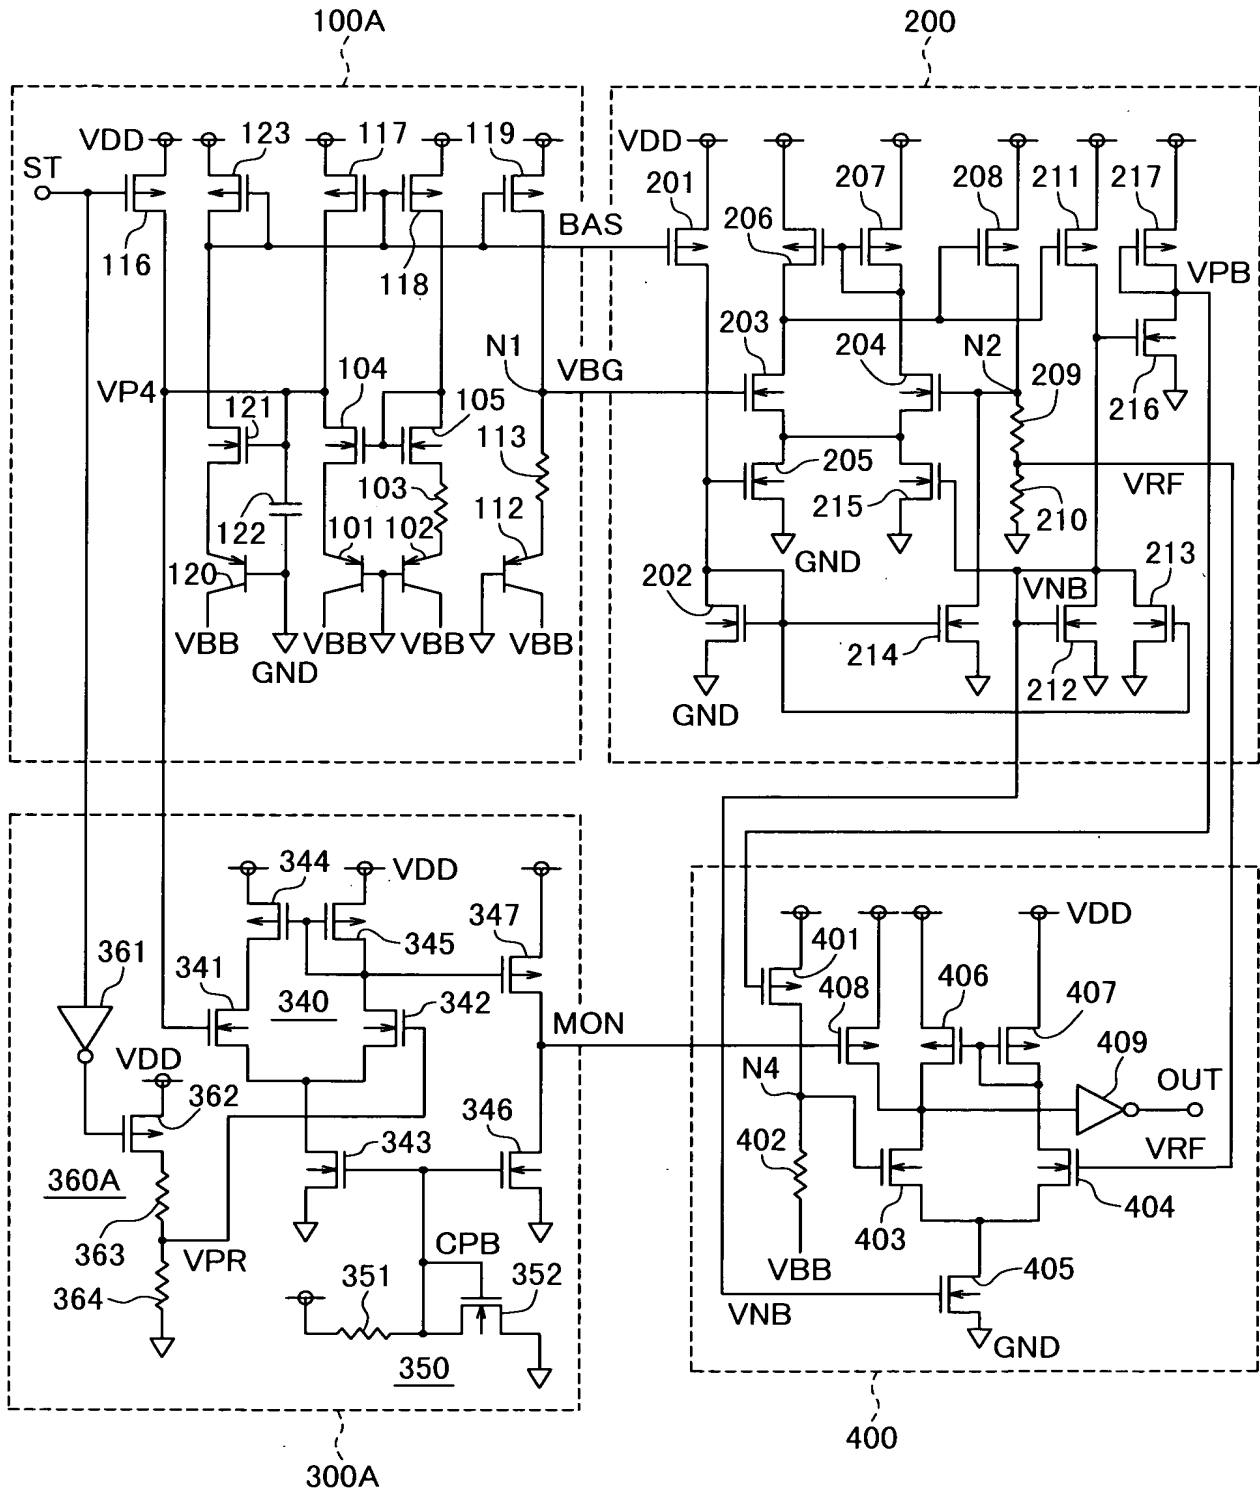 100A
200
VDD
123
117
119
VDD
ST
201
207
208
211
217
206
BAS
116
118
VPB
203
N1
204
N2
VBG
VP4
104
209
216
121
105
113
205
VRF
103
122
101
102
112
215
210
GND
213
120
202
VNB
VBB
VBB
VBB
VBB
GND
214
212
GND
344
VDD
347
345
361
341
340
342
MON
VDD
362
VDD
401
408
406
407
409
OUT
N4
346
343
402
VRF
360A
363
VPR
CPB
403
404
364
351
352
VBB
405
VNB
350
GND
300A
400